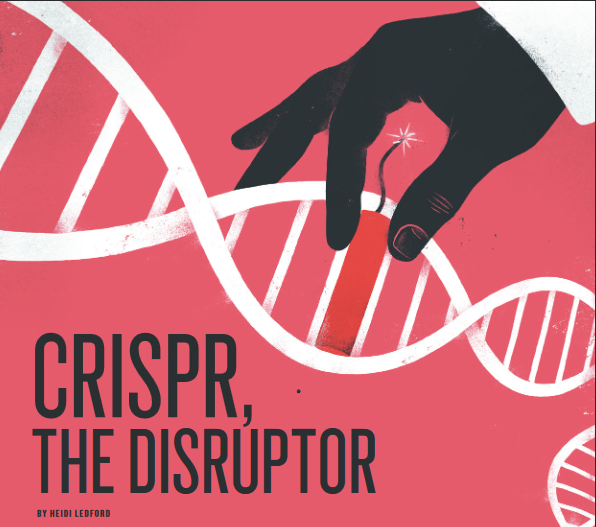 CRISPR,
THE DISRUPTOR
BY HEIDI LEDFORD